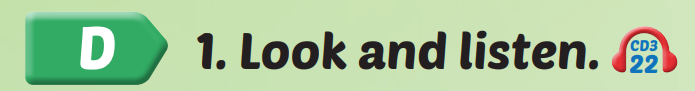 D 1. Look and listen. CD3 22